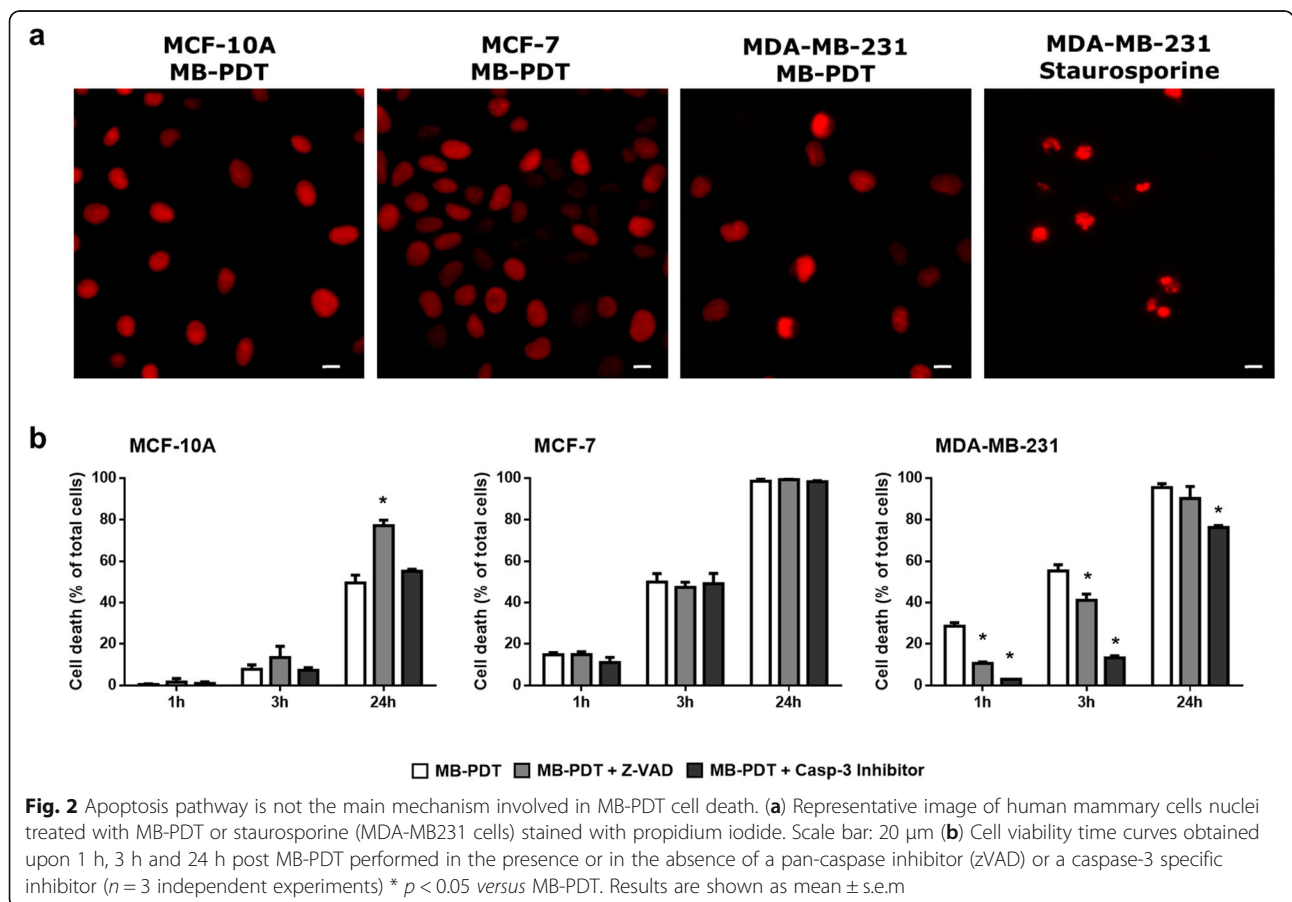 a
MCF-10A
MB-PDT
MCF-7
MB-PDT
MDA-MB-231
MB-PDT
MDA-MB-231
Staurosporine
b
MCF-10A
Cell death (% of total cells)
100
80
60
40
20
0
1h
3h
24h
*
MCF-7
Cell death (% of total cells)
100
80
60
40
20
0
1h
3h
24h
MDA-MB-231
Cell death (% of total cells)
100
80
60
40
20
0
1h
3h
24h
*
*
*
*
*
MB-PDT
MB-PDT + Z-VAD
MB-PDT + Casp-3 Inhibitor
Fig. 2 Apoptosis pathway is not the main mechanism involved in MB-PDT cell death. (a) Representative image of human mammary cells nuclei
treated with MB-PDT or staurosporine (MDA-MB231 cells) stained with propidium iodide. Scale bar: 20 μm (b) Cell viability time curves obtained
upon 1 h, 3 h and 24 h post MB-PDT performed in the presence or in the absence of a pan-caspase inhibitor (zVAD) or a caspase-3 specific
inhibitor (n = 3 independent experiments) * p < 0.05 versus MB-PDT. Results are shown as mean ± s.e.m